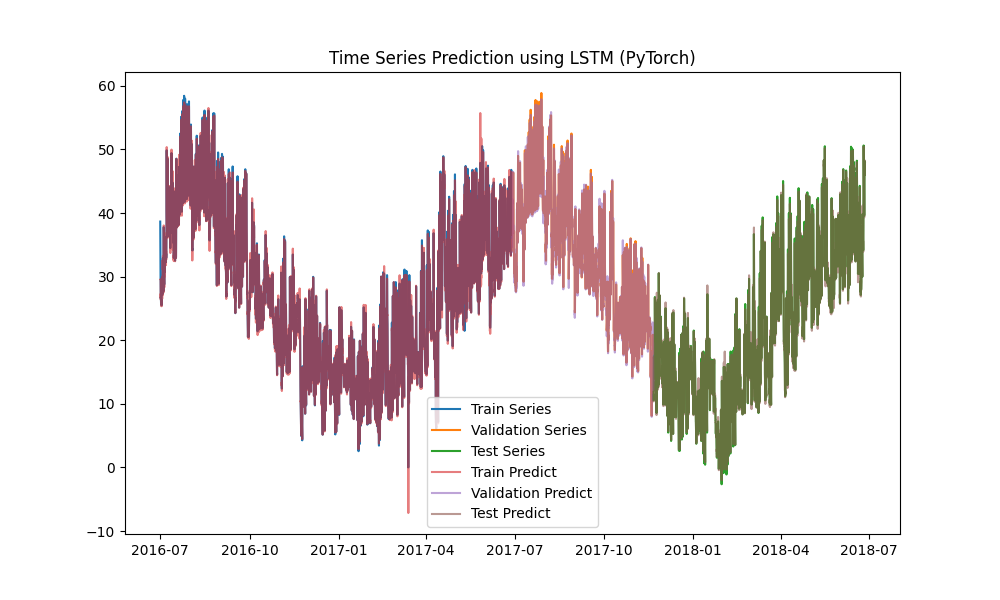 Time Series Prediction using LSTM (PyTorch)
60
50
40
30
20
10
0
−10
Train Series
Validation Series
Test Series
Train Predict
Validation Predict
Test Predict
2016-07 2016-10 2017-01 2017-04 2017-07 2017-10 2018-01 2018-04 2018-07